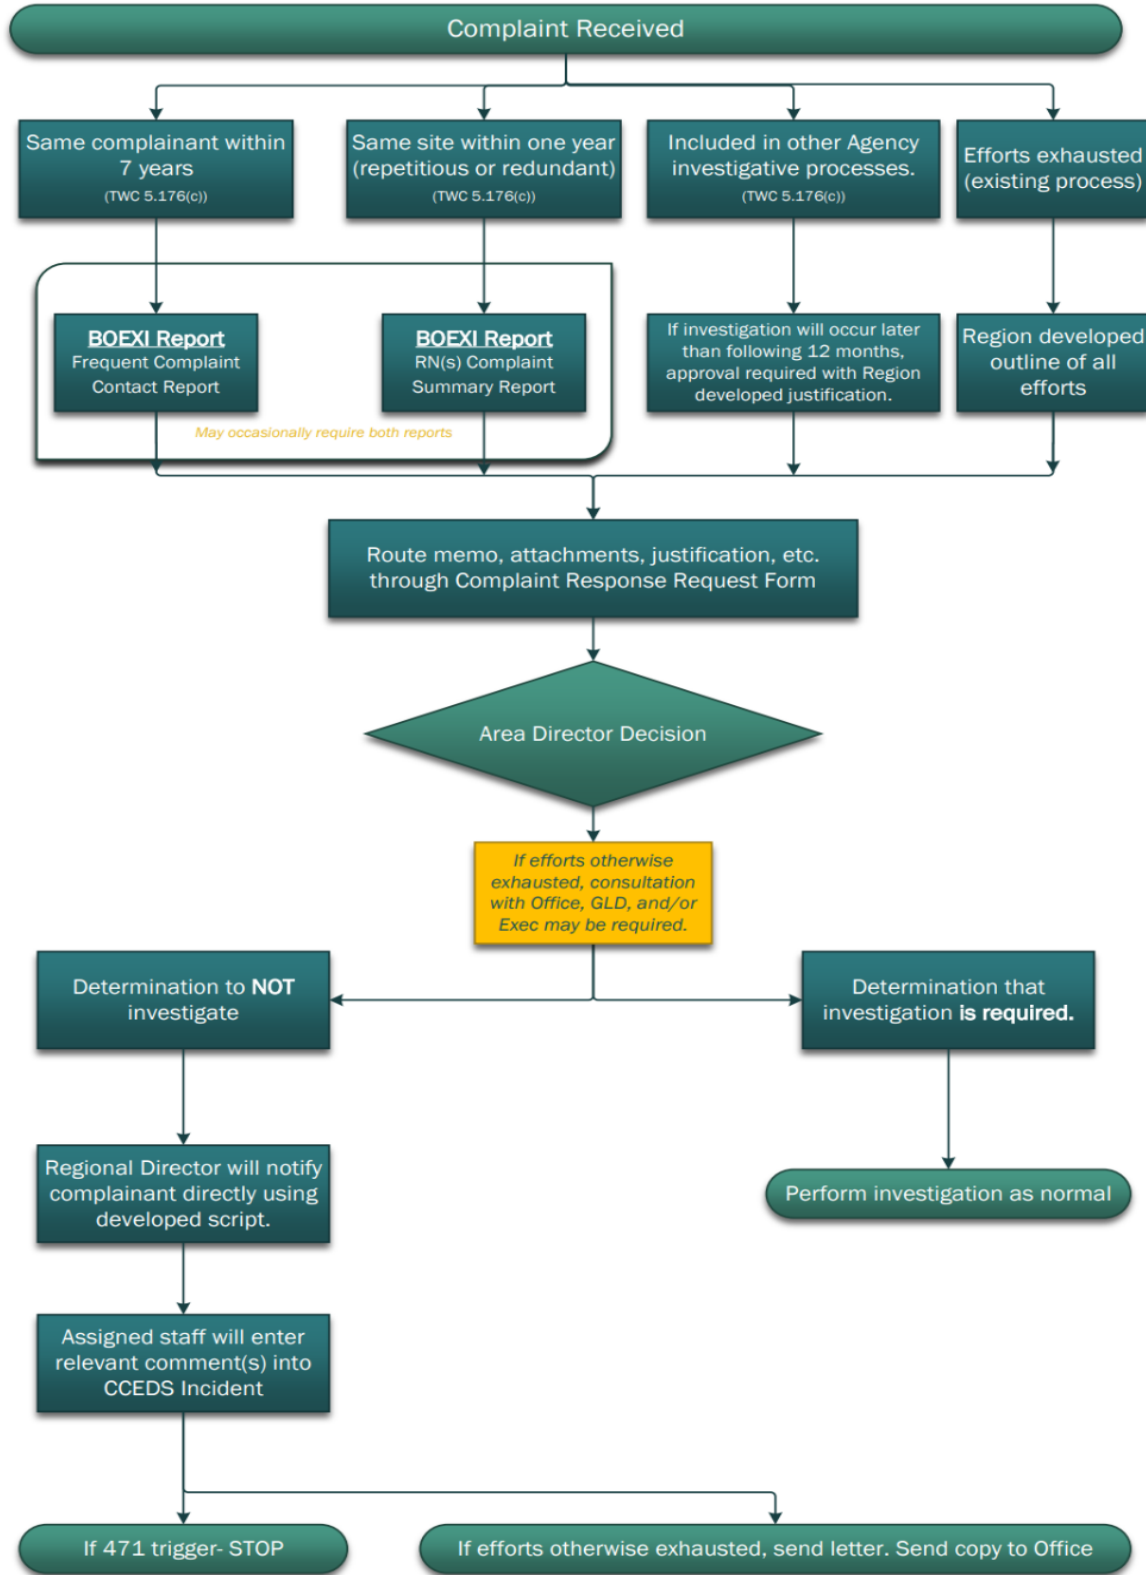 Complaint Received
Same complainant within
7 years
(TWC 5.176(c))
Same site within one year
(repetitious or redundant)
(TWC 5.176(c))
Included in other Agency
investigative processes.
(TWC 5.176(c))
Efforts exhausted
(existing process)
BOEXI Report
Frequent Complaint
Contact Report
BOEXI Report
RN(s) Complaint
Summary Report
May occasionally require both reports
If investigation will occur later
than following 12 months,
approval required with Region
developed justification.
Region developed
outline of all
efforts
Route memo, attachments, justification, etc.
through Complaint Response Request Form
Area Director Decision
If efforts otherwise
exhausted, consultation
with Office, GLD, and/or
Exec may be required.
Determination to NOT
investigate
Determination that
investigation is required.
Regional Director will notify
complainant directly using
developed script.
Perform investigation as normal
Assigned staff will enter
relevant comment(s) into
CCEDS Incident
If 471 trigger- STOP
If efforts otherwise exhausted, send letter. Send copy to Office